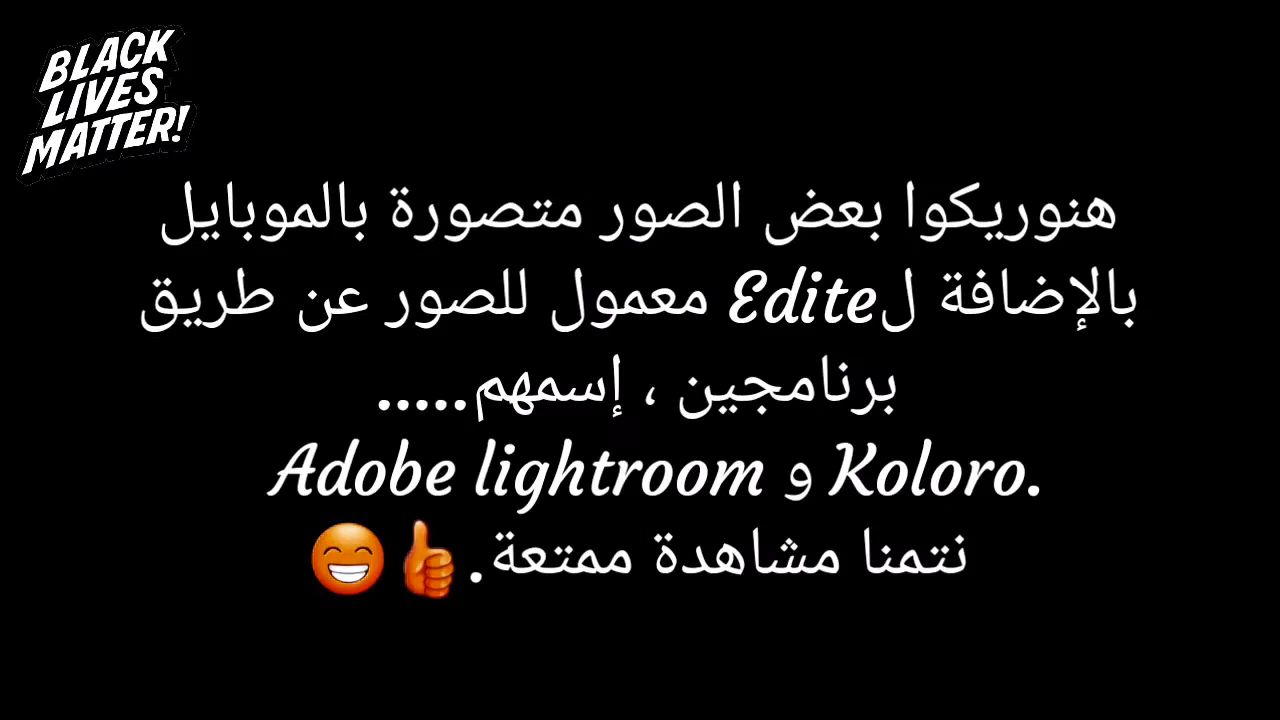 BLACK
LIVES
MATTER!
هنوريكوا بعض الصور متصورة بالموبايل
بالإضافة لEdite معمول للصور عن طريق
برنامجين ، إسمهم.....
Adobe lightroom و Koloro.
نتمنا مشاهدة ممتعة.👍😁